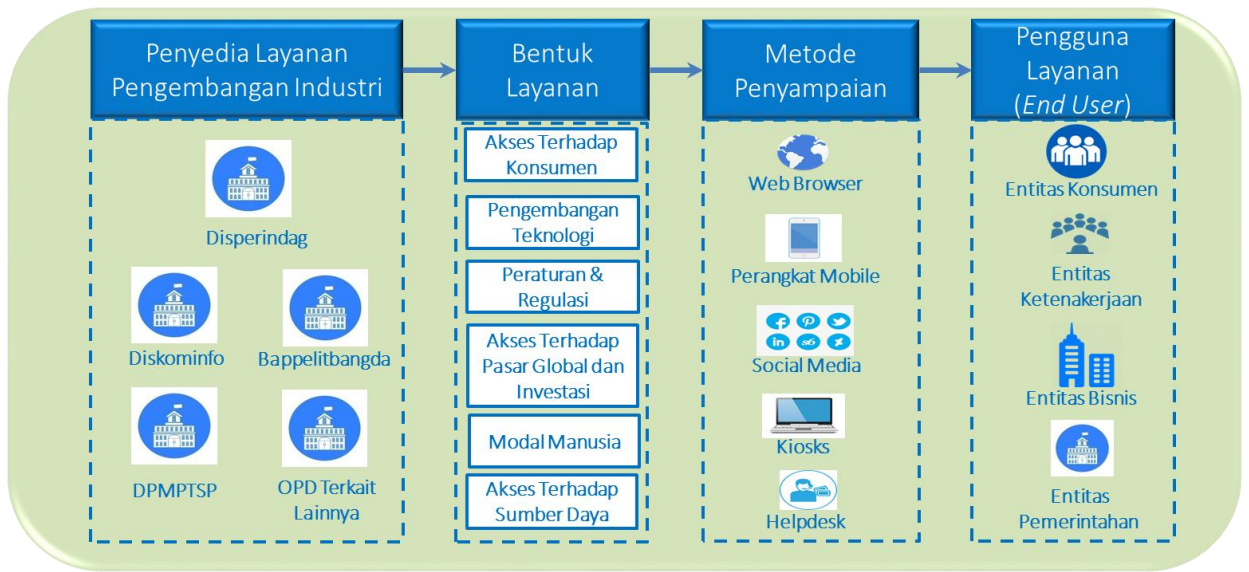 Penyedia Layanan
Pengembangan Industri
Bentuk
Layanan
Metode
Penyampaian
Pengguna
Layanan
(End User)
Disperindag
Diskominfo
Bappelitbangda
DPMPTSP
OPD Terkait
Lainnya
Akses Terhadap
Konsumen
Pengembangan
Teknologi
Peraturan &
Regulasi
Akses Terhadap
Pasar Global dan
Investasi
Modal Manusia
Akses Terhadap
Sumber Daya
Web Browser
Perangkat Mobile
Social Media
Kiosks
Helpdesk
Entitas Konsumen
Entitas
Ketenakerjaan
Entitas Bisnis
Entitas
Pemerintahan